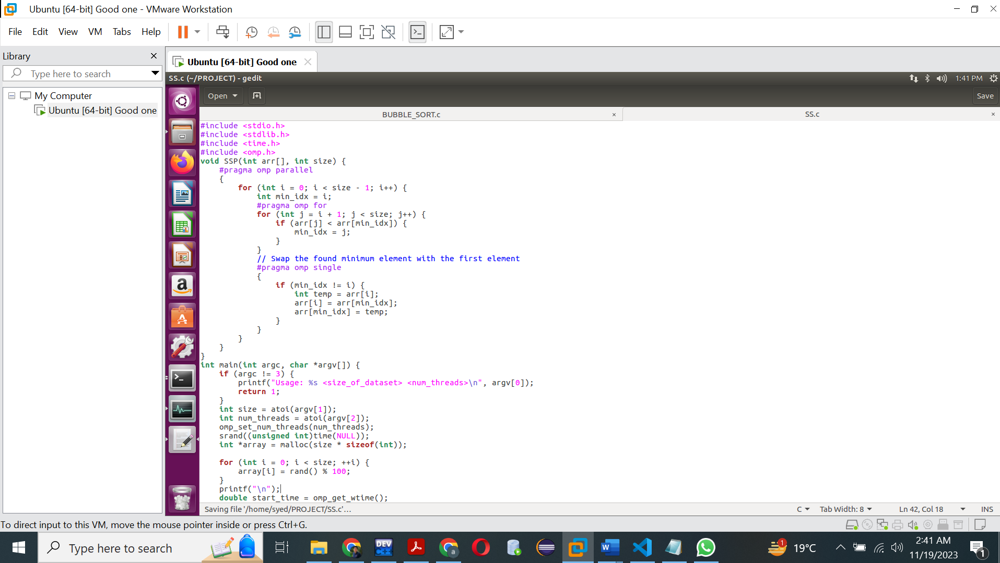 Ubuntu [64-bit] Good one - VMware Workstation
File Edit View VM Tabs Help
Library
Type here to search
My Computer
Ubuntu [64-bit] Good one
Ubuntu [64-bit] Good one
SS.c (~/PROJECT) - gedit
1:41 PM
Open
Save
BUBBLE_SORT.c
SS.c
#include <stdio.h>
#include <stdlib.h>
#include <time.h>
#include <omp.h>
void SSP(int arr[], int size) {
    #pragma omp parallel
    {
        for (int i = 0; i < size - 1; i++) {
            int min_idx = i;
            #pragma omp for
            for (int j = i + 1; j < size; j++) {
                if (arr[j] < arr[min_idx]) {
                    min_idx = j;
                }
            }
            // Swap the found minimum element with the first element
            #pragma omp single
            {
                if (min_idx != i) {
                    int temp = arr[i];
                    arr[i] = arr[min_idx];
                    arr[min_idx] = temp;
                }
            }
        }
    }
}
int main(int argc, char *argv[]) {
    if (argc != 3) {
        printf("Usage: %s <size_of_dataset> <num_threads>\n", argv[0]);
        return 1;
    }
    int size = atoi(argv[1]);
    int num_threads = atoi(argv[2]);
    omp_set_num_threads(num_threads);
    srand((unsigned int)time(NULL));
    int *array = malloc(size * sizeof(int));

    for (int i = 0; i < size; ++i) {
        array[i] = rand() % 100;
    }
    printf("\n");
    double start_time = omp_get_wtime();
Saving file '/home/syed/PROJECT/SS.c'...
C
Tab Width: 8
Ln 42, Col 18
INS
To direct input to this VM, move the mouse pointer inside or press Ctrl+G.
Type here to search
DEV C++
a
W
1
19°C
2:41 AM
11/19/2023
1